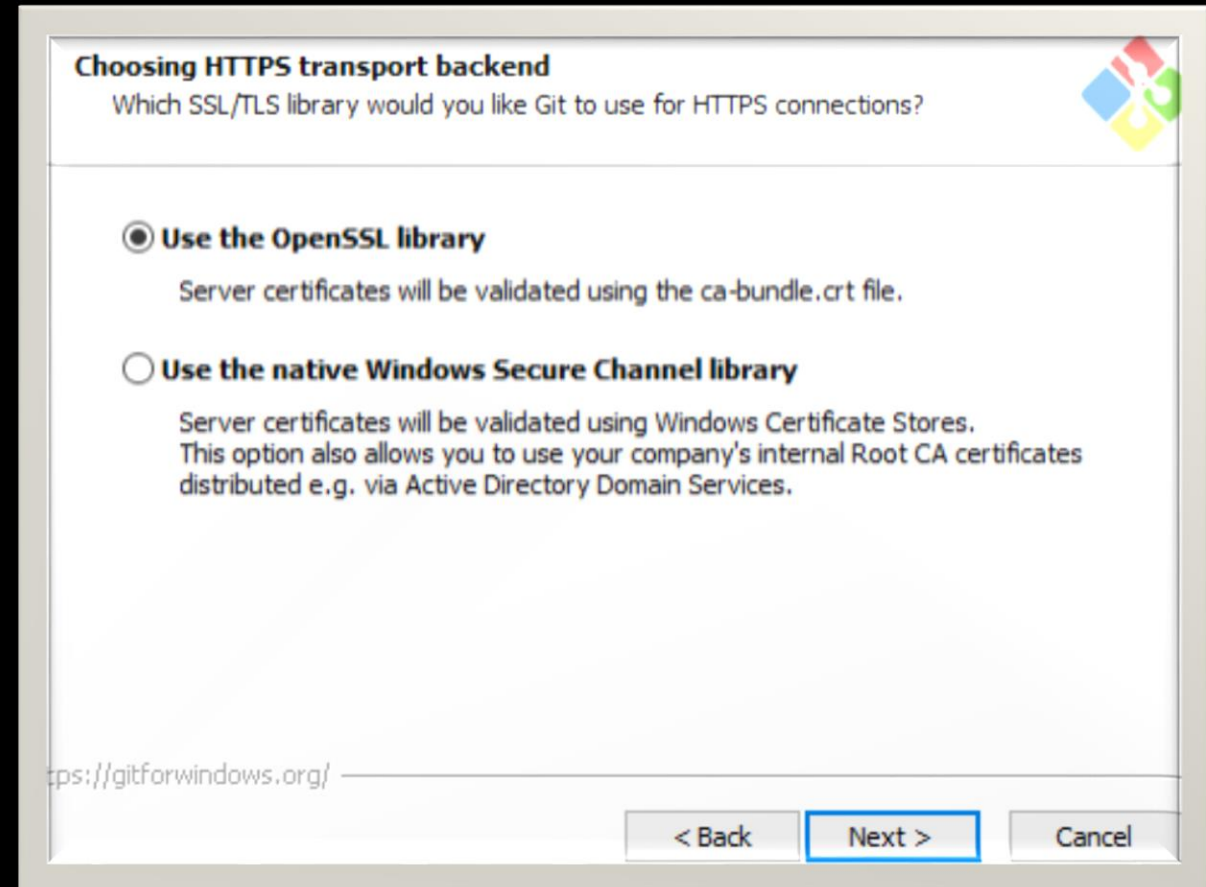 Choosing HTTPS transport backend
Which SSL/TLS library would you like Git to use for HTTPS connections?
Use the OpenSSL library
Server certificates will be validated using the ca-bundle.crt file.
Use the native Windows Secure Channel library
Server certificates will be validated using Windows Certificate Stores.
This option also allows you to use your company's internal Root CA certificates
distributed e.g. via Active Directory Domain Services.
tps://gitforwindows.org/
< Back Next > Cancel